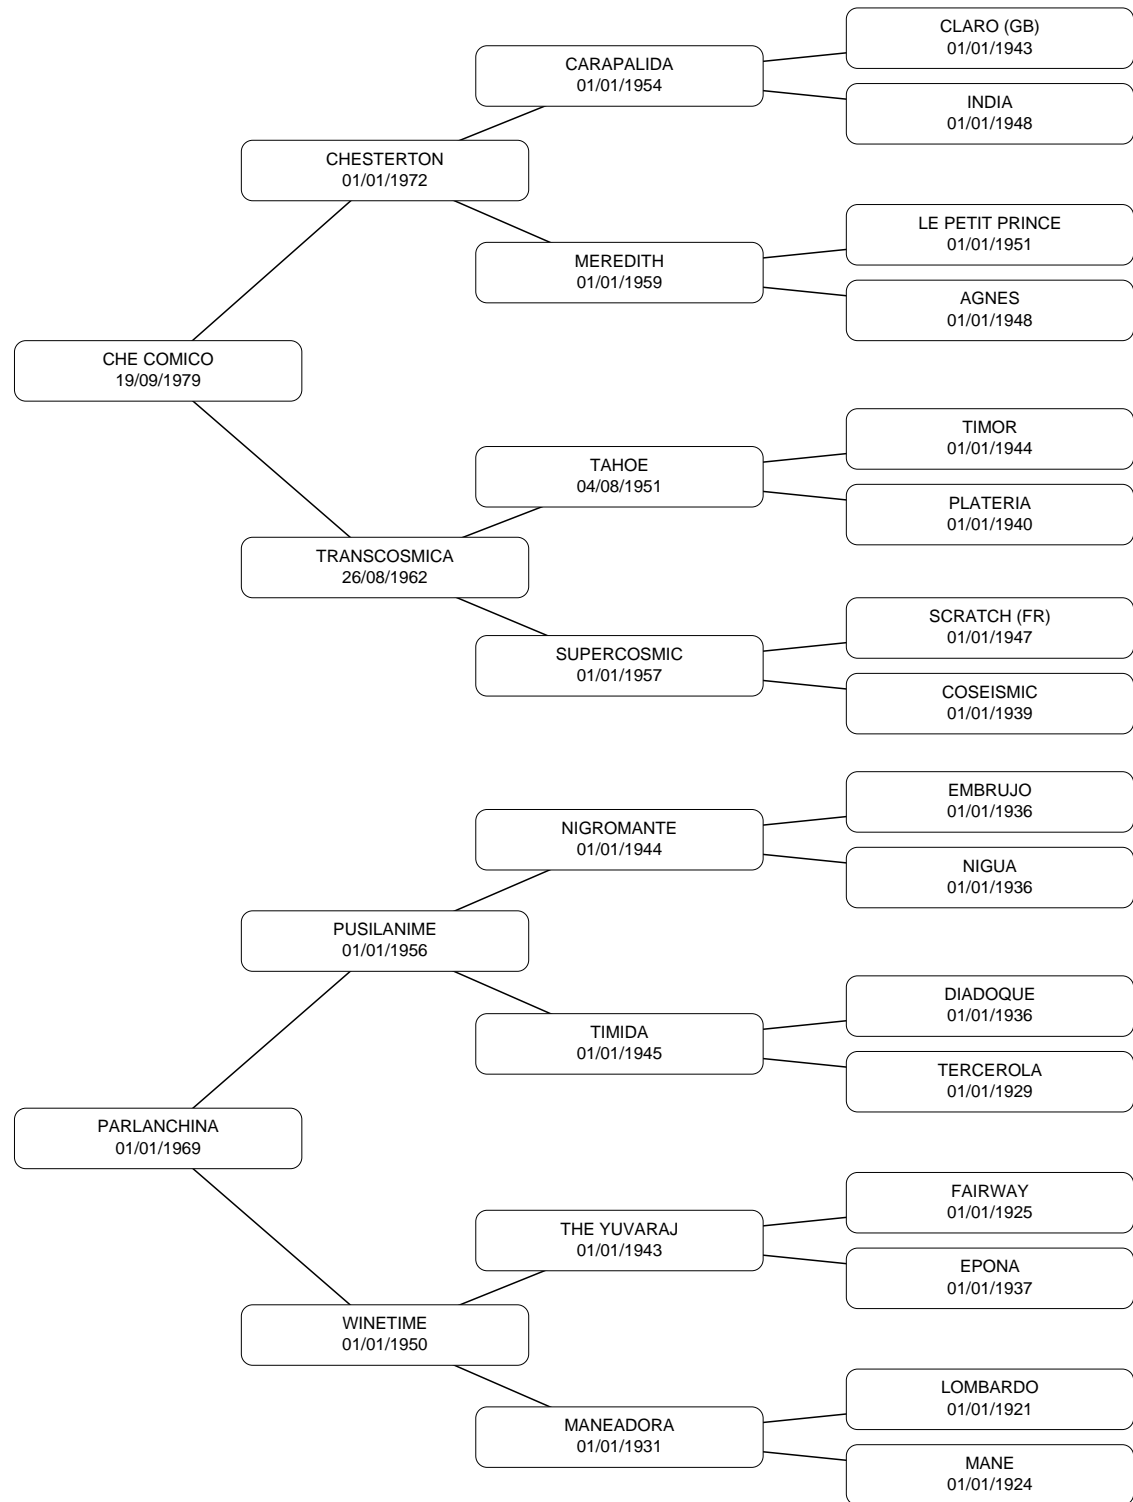 CLARO (GB)
01/01/1943
CARAPALIDA
01/01/1954
INDIA
01/01/1948
CHESTERTON
01/01/1972
LE PETIT PRINCE
01/01/1951
MEREDITH
01/01/1959
AGNES
01/01/1948
CHE COMICO
19/09/1979
TIMOR
01/01/1944
TAHOE
04/08/1951
PLATERIA
01/01/1940
TRANSCOSMICA
26/08/1962
SCRATCH (FR)
01/01/1947
SUPERCOSMIC
01/01/1957
COSEISMIC
01/01/1939
EMBRUJO
01/01/1936
NIGROMANTE
01/01/1944
NIGUA
01/01/1936
PUSILANIME
01/01/1956
DIADOQUE
01/01/1936
TIMIDA
01/01/1945
TERCEROLA
01/01/1929
PARLANCHINA
01/01/1969
FAIRWAY
01/01/1925
THE YUVARAJ
01/01/1943
EPONA
01/01/1937
WINETIME
01/01/1950
LOMBARDO
01/01/1921
MANEADORA
01/01/1931
MANE
01/01/1924